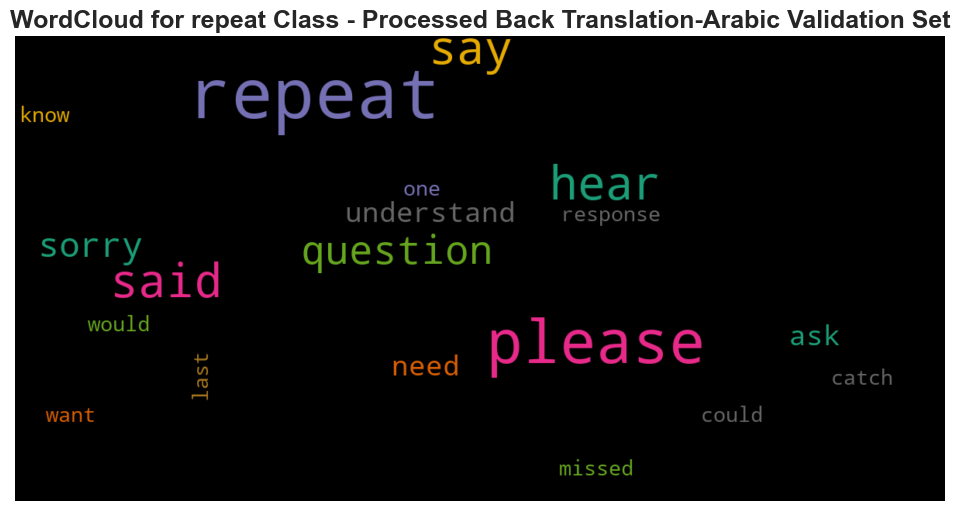 WordCloud for repeat Class - Processed Back Translation-Arabic Validation Set
say
repeat
know
hear
one
understand
response
sorry
question
said
would
please
ask
last
need
catch
want
could
missed